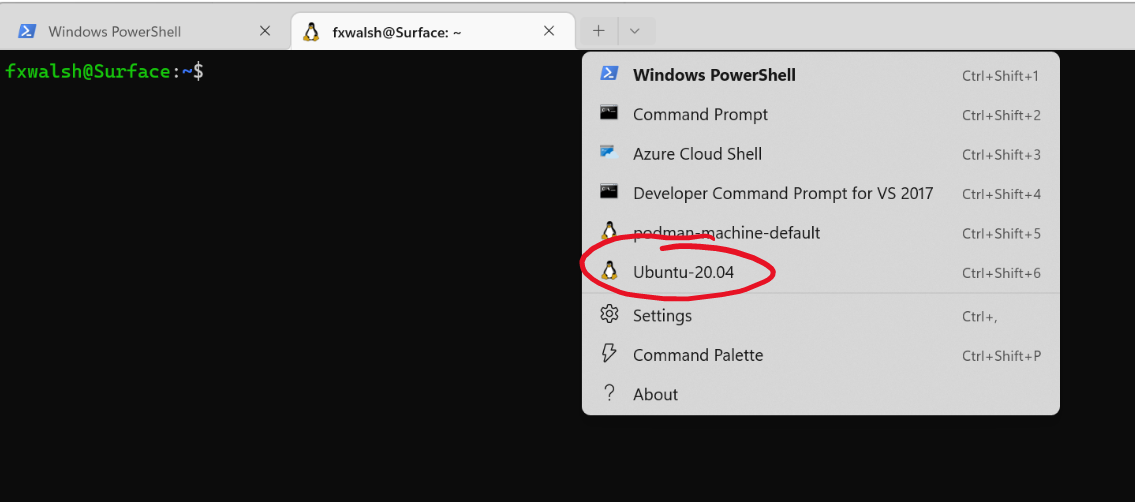 Windows PowerShell fxwalsh@Surface: ~
fxwalsh@Surface:~$
Windows PowerShell Ctrl+Shift+1
Command Prompt Ctrl+Shift+2
Azure Cloud Shell Ctrl+Shift+3
Developer Command Prompt for VS 2017 Ctrl+Shift+4
podman-machine-default Ctrl+Shift+5
Ubuntu-20.04 Ctrl+Shift+6
Settings Ctrl+,
Command Palette Ctrl+Shift+P
About